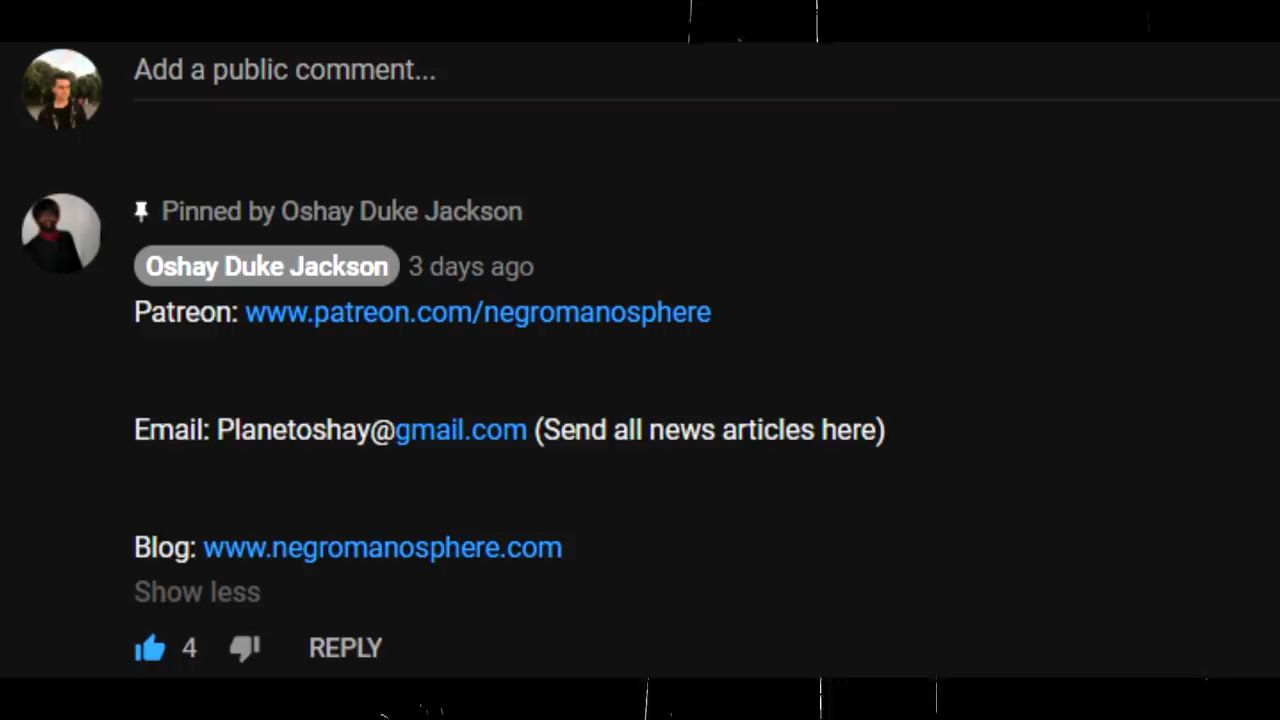 Add a public comment...
Pinned by Oshay Duke Jackson
Oshay Duke Jackson 3 days ago
Patreon: www.patreon.com/negromanosphere
Email: Planetoshay@gmail.com (Send all news articles here)
Blog: www.negromanosphere.com
Show less
4 REPLY